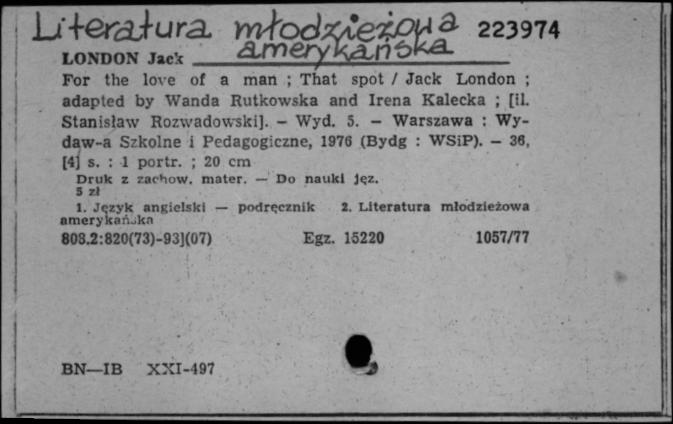 Literatura młodzieżowa 223974
amerykańska
LONDON Jack
For the love of a man ; That spot / Jack London ;
adapted by Wanda Rutkowska and Irena Kalecka ; [il.
Stanisław Rozwadowski]. — Wyd. 5. — Warszawa : Wy-
daw-a Szkolne i Pedagogiczne, 1976 (Bydg : WSiP). — 36,
[4] s. : 1 portr. ; 20 cm
Druk z zachow. mater. — Do nauki jęz.
5 zł
1. Język angielski — podręcznik 2. Literatura młodzieżowa
amerykańska
808.2:820(73)-93](07) Egz. 15220 1057/77
BN—IB XXI-497